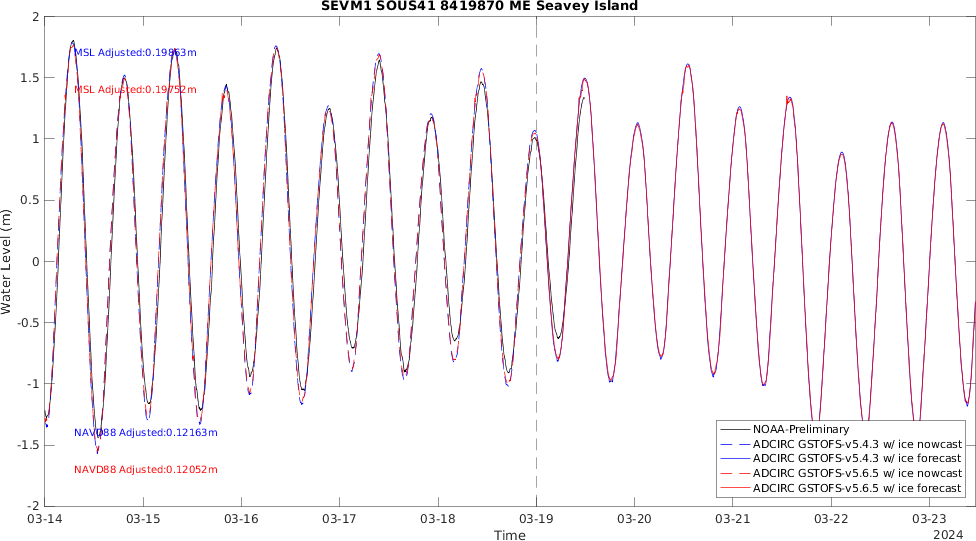 SEVM1 SOUS41 8419870 ME Seavey Island
2
1.5
1
0.5
0
-0.5
-1
-1.5
-2
Water Level (m)
MSL Adjusted:0.19863m
MSL Adjusted:0.19752m
NAVD88 Adjusted:0.12163m
NAVD88 Adjusted:0.12052m
NOAA-Preliminary
ADCIRC GSTOFS-v5.4.3 w/ ice nowcast
ADCIRC GSTOFS-v5.4.3 w/ ice forecast
ADCIRC GSTOFS-v5.6.5 w/ ice nowcast
ADCIRC GSTOFS-v5.6.5 w/ ice forecast
03-14 03-15 03-16 03-17 03-18 03-19 03-20 03-21 03-22 03-23
Time
2024